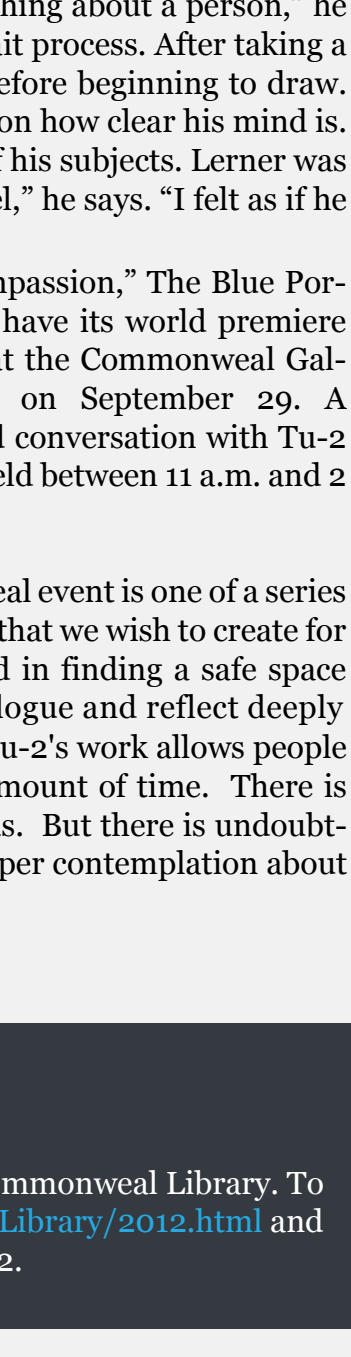 hing about a person,” he
it process. After taking a
efore beginning to draw.
on how clear his mind is.
f his subjects. Lerner was
el,” he says. “I felt as if he
passion,” The Blue Por-
have its world premiere
t the Commonweal Gal-
on September 29. A
d conversation with Tu-2
eld between 11 a.m. and 2
eal event is one of a series
that we wish to create for
d in finding a safe space
logue and reflect deeply
u-2's work allows people
mount of time. There is
s. But there is undoubt-
per contemplation about
mmonweal Library. To
Library/2012.html and
2.